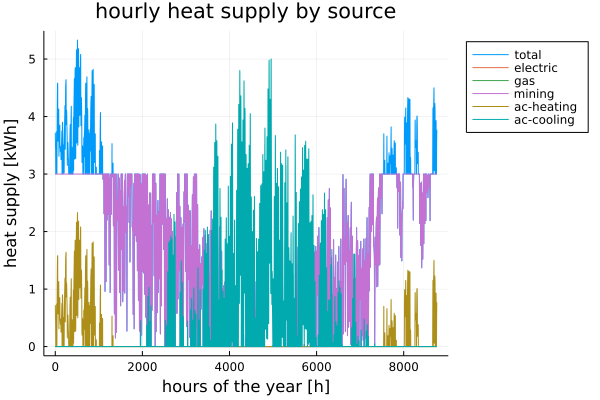 hourly heat supply by source
heat supply [kWh]
5
4
3
2
1
0
0 2000 4000 6000 8000
hours of the year [h]
total
electric
gas
mining
ac-heating
ac-cooling